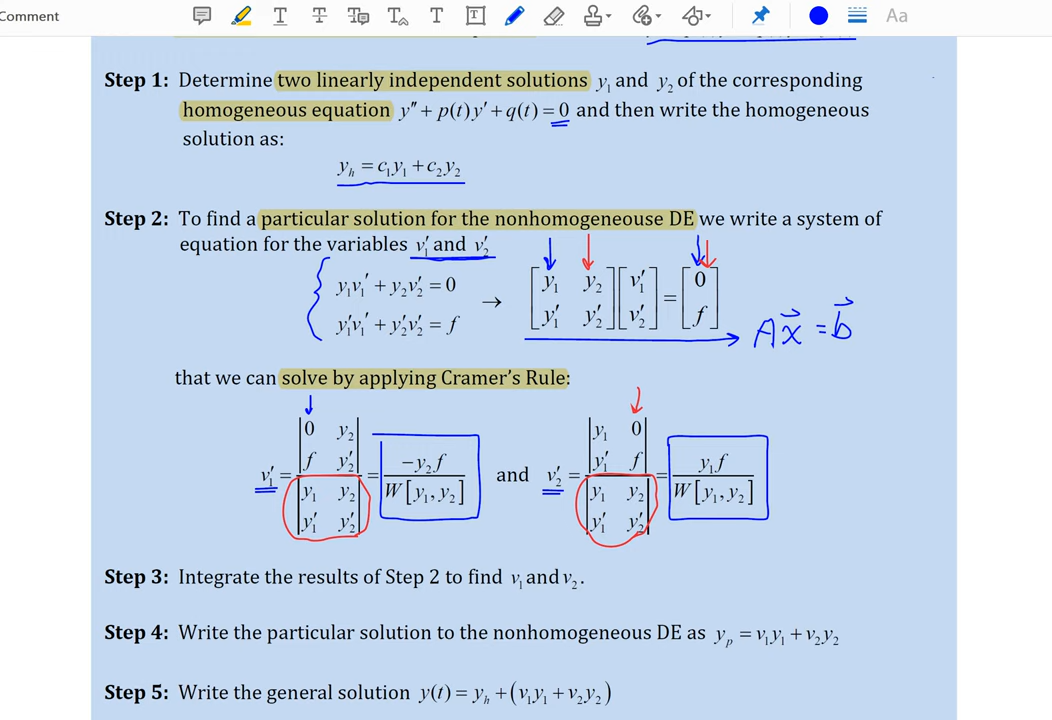 Comment
T T T T T T
Aa
Step 1: Determine two linearly independent solutions y₁ and y₂ of the corresponding
homogeneous equation y″ + p(t)y′ + q(t) = 0 and then write the homogeneous
solution as:
yₕ = c₁y₁ + c₂y₂
Step 2: To find a particular solution for the nonhomogeneouse DE we write a system of
equation for the variables v₁′ and v₂′
{ y₁v₁′ + y₂v₂′ = 0 → [y₁ y₂] [v₁′] = [0]
y₁′v₁′ + y₂′v₂′ = f [y₁′ y₂′] [v₂′] [f] Ax⃗ = b⃗
that we can solve by applying Cramer's Rule:
v₁′ = |0 y₂; f y₂′| / |y₁ y₂; y₁′ y₂′| = −y₂f / W[y₁, y₂] and v₂′ = |y₁ 0; y₁′ f| / |y₁ y₂; y₁′ y₂′| = y₁f / W[y₁, y₂]
Step 3: Integrate the results of Step 2 to find v₁ and v₂.
Step 4: Write the particular solution to the nonhomogeneous DE as yₚ = v₁y₁ + v₂y₂
Step 5: Write the general solution y(t) = yₕ + (v₁y₁ + v₂y₂)